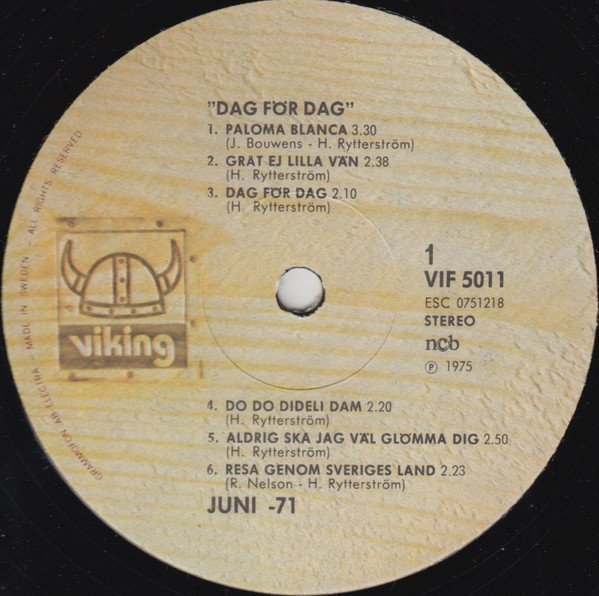 "DAG FÖR DAG"
1. PALOMA BLANCA 3.30
(J. Bouwens - H. Rytterström)
2. GRAT EJ LILLA VÄN 2.38
(H. Rytterström)
3. DAG FÖR DAG 2.10
(H. Rytterström)
viking
1
VIF 5011
ESC 0751218
STEREO
ncb
Ⓟ 1975
4. DO DO DIDELI DAM 2.20
(H. Rytterström)
5. ALDRIG SKA JAG VÄL GLÖMMA DIG 2.50
(H. Rytterström)
6. RESA GENOM SVERIGES LAND 2.23
(R. Nelson - H. Rytterström)
JUNI -71
GRAMMOFON AB ELECTRA - MADE IN SWEDEN - ALL RIGHTS RESERVED